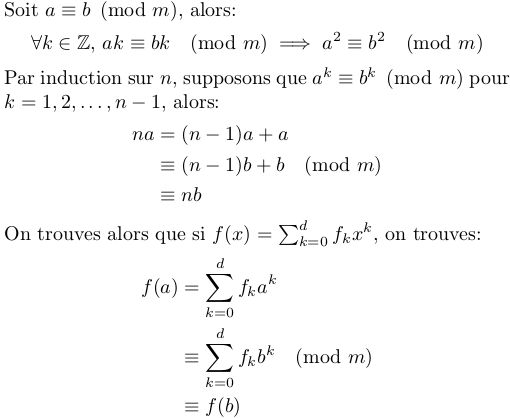 Soit a ≡ b (mod m), alors:
∀k ∈ ℤ, ak ≡ bk (mod m) ⟹ a² ≡ b² (mod m)
Par induction sur n, supposons que aᵏ ≡ bᵏ (mod m) pour
k = 1, 2, . . . , n − 1, alors:
na = (n − 1)a + a
≡ (n − 1)b + b (mod m)
≡ nb
On trouves alors que si f(x) = ∑_{k=0}^{d} f_k x^k, on trouves:
f(a) = ∑_{k=0}^{d} f_k a^k
≡ ∑_{k=0}^{d} f_k b^k (mod m)
≡ f(b)